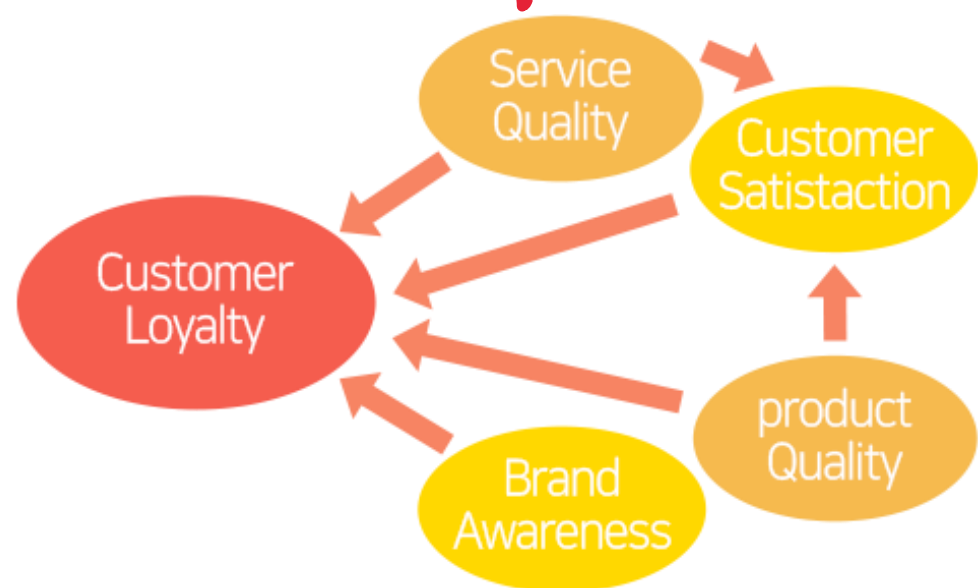 Service
Quality
Customer
Satistaction
Customer
Loyalty
product
Quality
Brand
Awareness